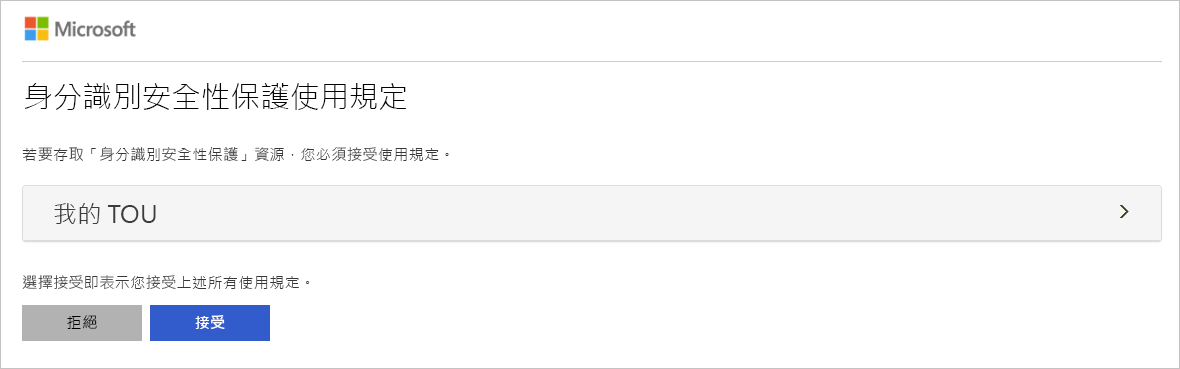 Microsoft
身分識別安全性保護使用規定
若要存取「身分識別安全性保護」資源，您必須接受使用規定。
我的 TOU
選擇接受即表示您接受上述所有使用規定。
拒絕
接受